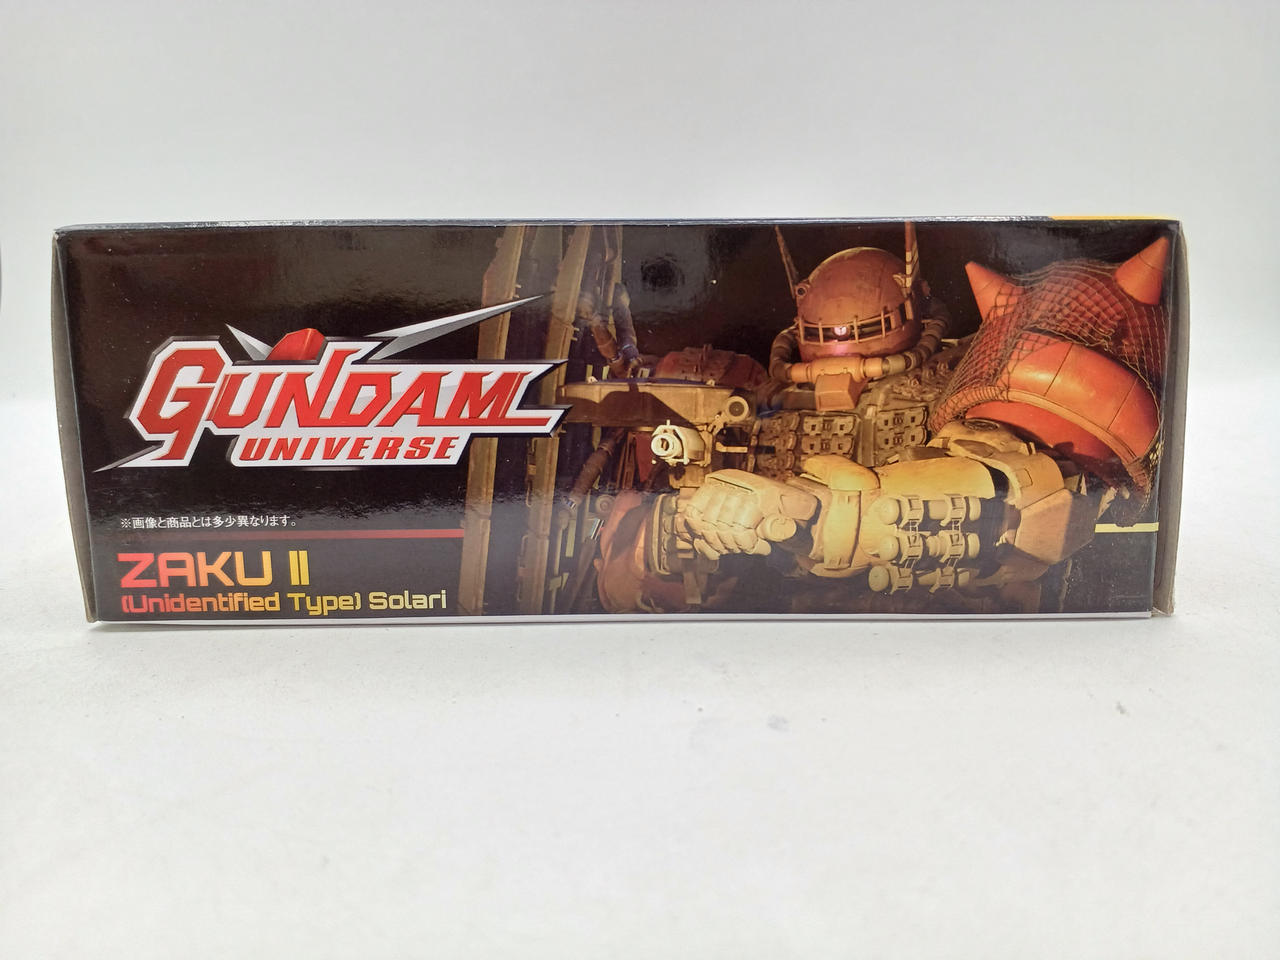 GUNDAM
UNIVERSE
※画像と商品とは多少異なります。
ZAKU II
(Unidentified Type) Solari